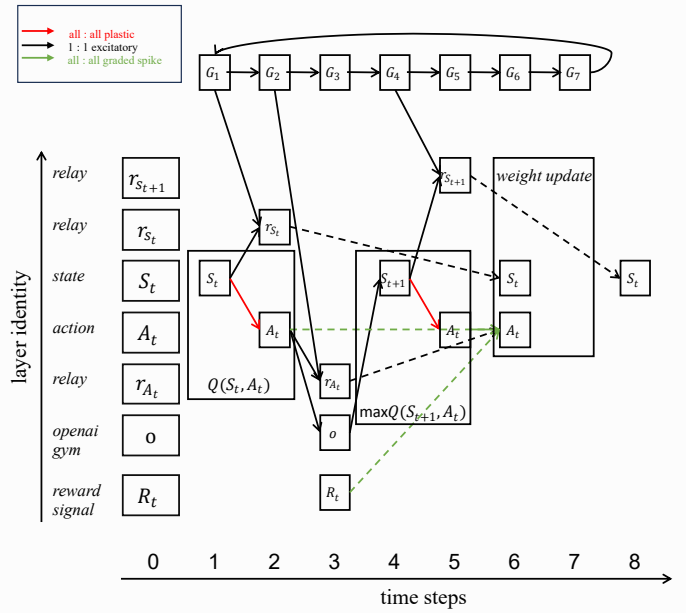 all : all plastic
1 : 1 excitatory
all : all graded spike
G₁ G₂ G₃ G₄ G₅ G₆ G₇
relay r_{S_{t+1}} r_{S_{t+1}} weight update
relay r_{S_t} r_{S_t}
state S_t S_t S_{t+1} S_t S_t
action A_t A_t A_t A_t
relay r_{A_t} Q(S_t, A_t) r_{A_t}
maxQ(S_{t+1}, A_t)
openai
gym o o
reward
signal R_t R_t
layer identity
0 1 2 3 4 5 6 7 8
time steps